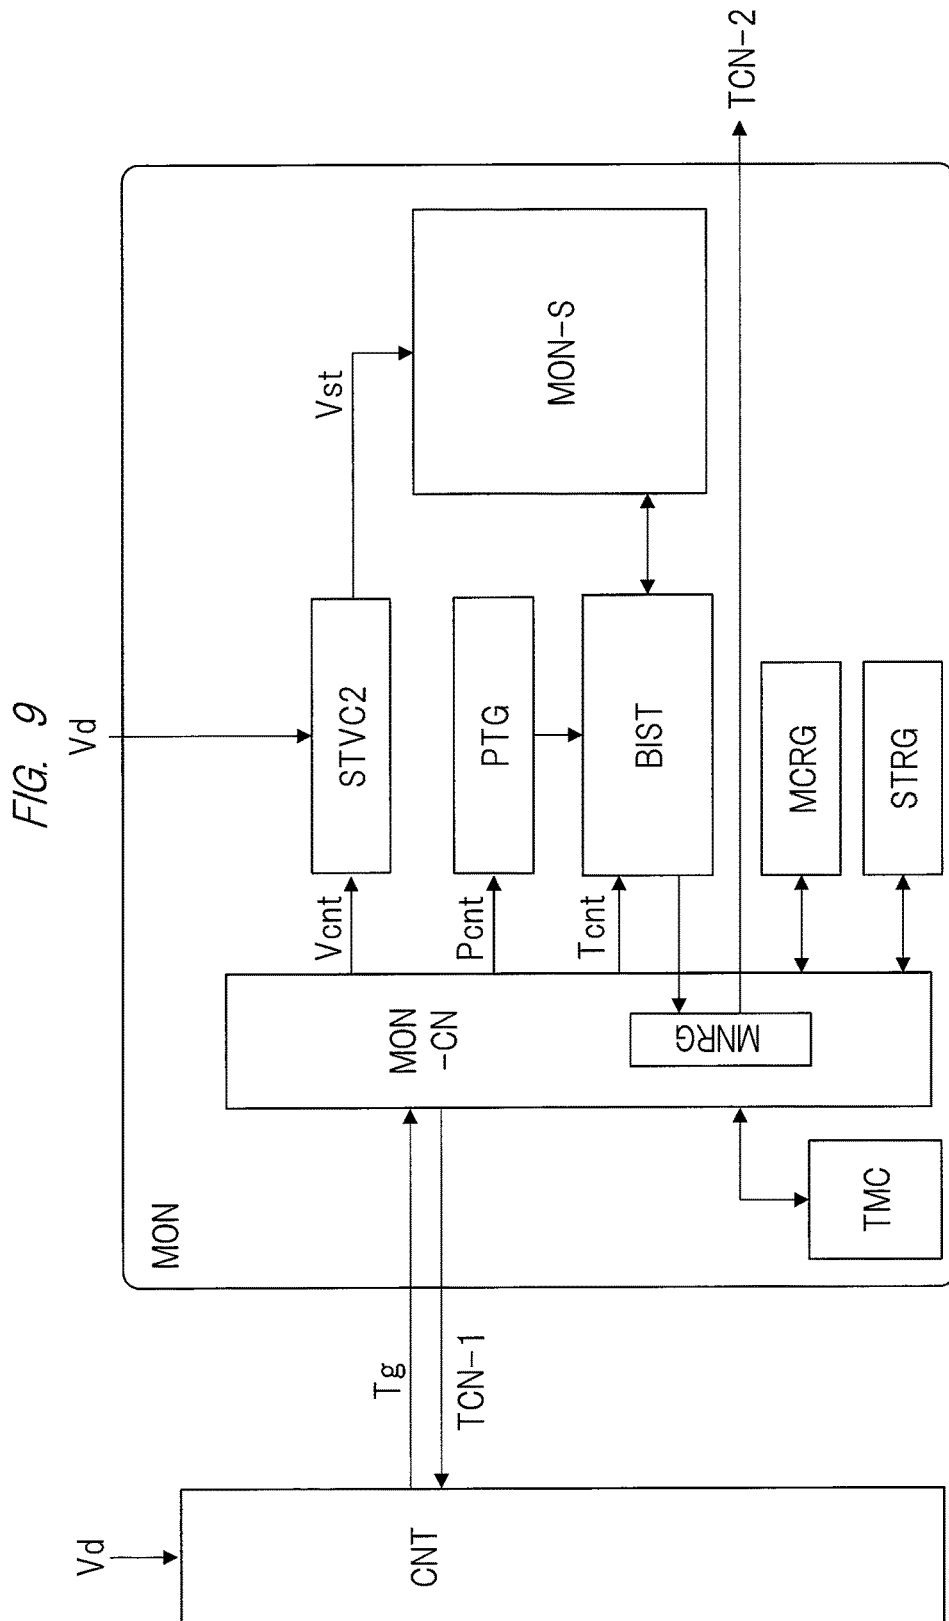 FIG. 9
Vd
Vd
CNT
Tg
TCN-1
MON
MON
-CN
MNRG
TMC
Vcnt
Pcnt
Tcnt
STVC2
PTG
BIST
MCRG
STRG
Vst
MON-S
TCN-2